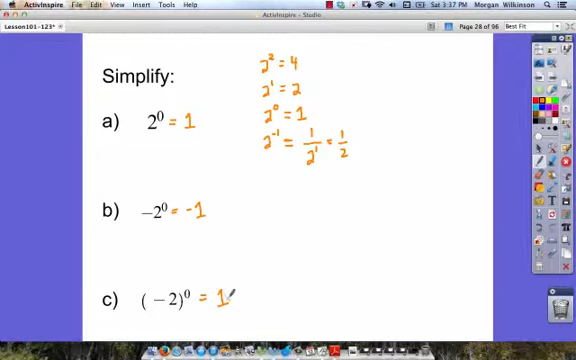 ActivInspire File Edit View Insert Tools Help Sat 3:37 PM Morgan Wilkinson
ActivInspire - Studio
Lesson101-123* Page 28 of 96 Best Fit
Simplify:
2² = 4
2¹ = 2
2⁰ = 1
2⁻¹ = 1/2¹ = 1/2
a) 2⁰ = 1
b) −2⁰ = -1
c) (−2)⁰ = 1